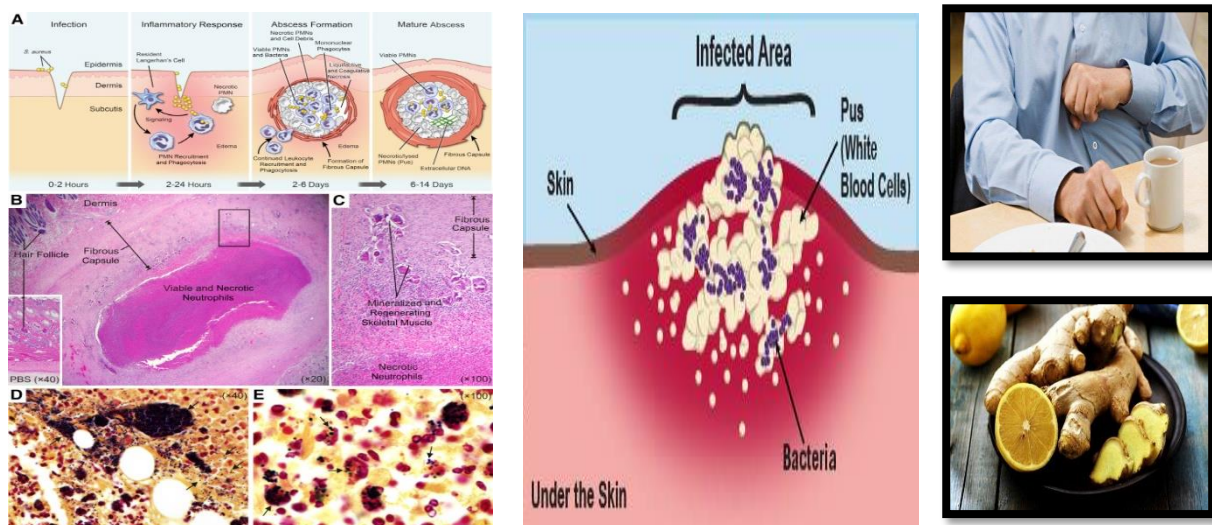 A
Infection
Inflammatory Response
Abscess Formation
Mature Abscess
S. aureus
Epidermis
Dermis
Subcutis
Resident
Langerhan's Cell
Necrotic
PMN
Signaling
PMN Recruitment
and Phagocytosis
Edema
Necrotic PMNs
and Cell Debris
Viable PMNs
and Bacteria
Mononuclear
Phagocytes
Liquefactive and
Coagulative
Necrosis
Edema
Continued Leukocyte
Recruitment and
Phagocytosis
Formation of
Fibrous Capsule
Viable PMNs
Necrotic/lysed
PMNs (Pus)
Extracellular DNA
Fibrous Capsule
0-2 Hours
2-24 Hours
2-6 Days
6-14 Days
B
Dermis
Hair Follicle
Fibrous
Capsule
Viable and Necrotic
Neutrophils
PBS (×40)
(×20)
C
Fibrous
Capsule
Mineralized and
Regenerating
Skeletal Muscle
Necrotic
Neutrophils
(×100)
D
(×40)
E
(×100)
Infected Area
Pus
(White
Blood Cells)
Skin
Bacteria
Under the Skin